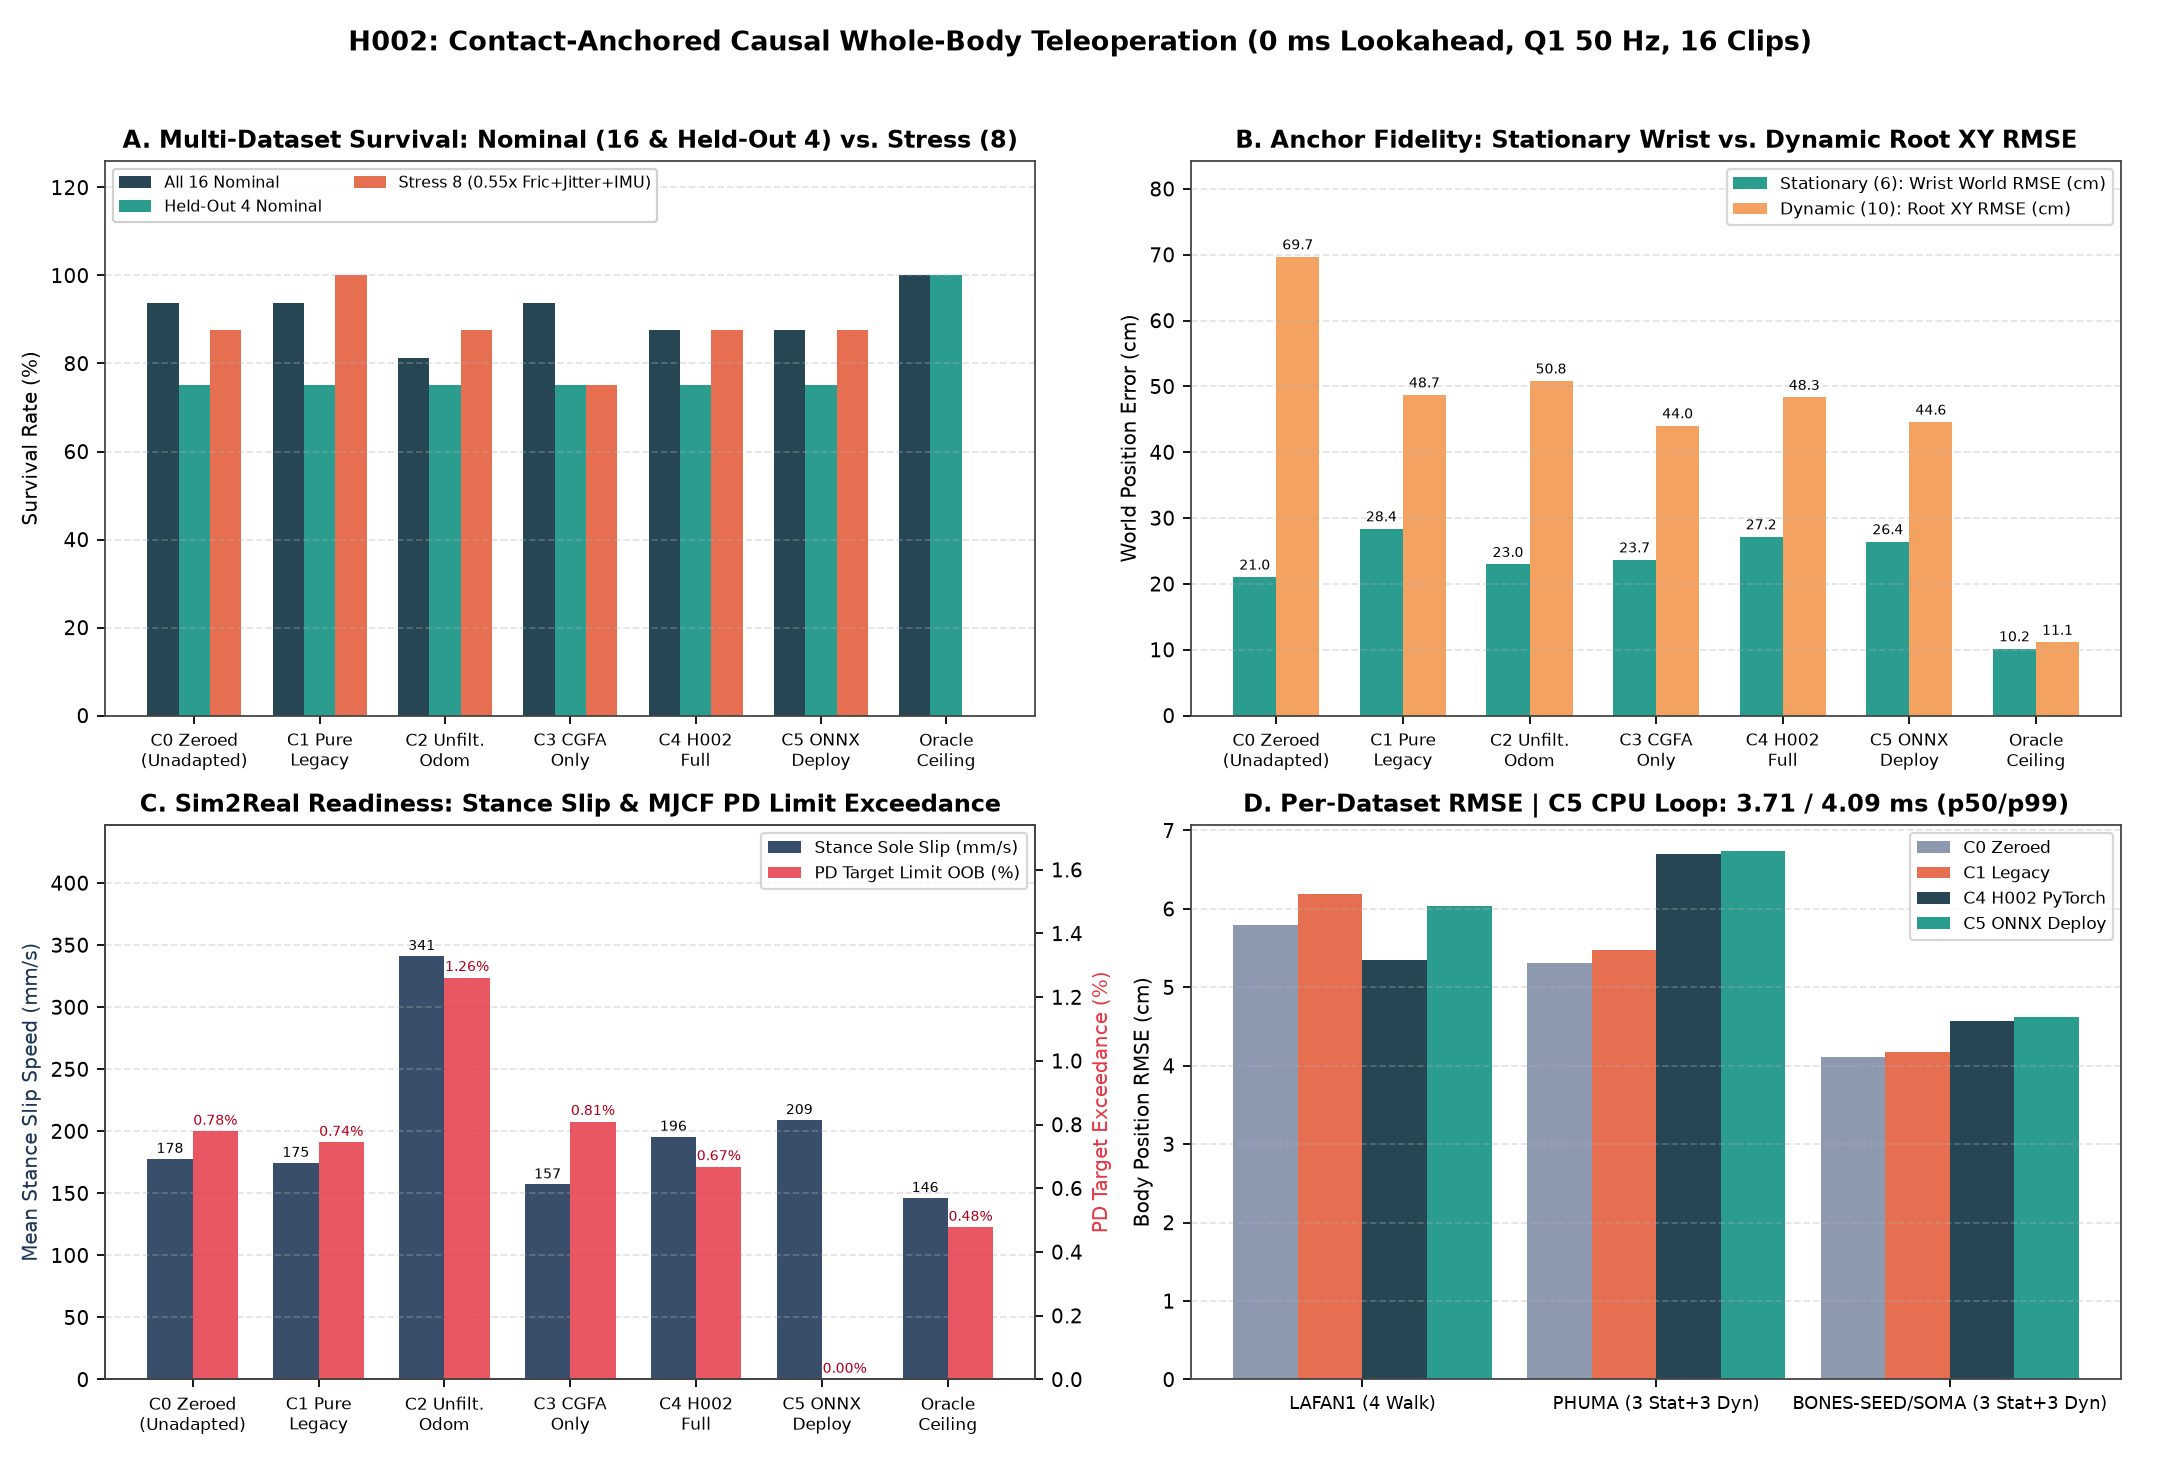 H002: Contact-Anchored Causal Whole-Body Teleoperation (0 ms Lookahead, Q1 50 Hz, 16 Clips)
A. Multi-Dataset Survival: Nominal (16 & Held-Out 4) vs. Stress (8)
All 16 Nominal
Held-Out 4 Nominal
Stress 8 (0.55x Fric+Jitter+IMU)
Survival Rate (%)
120
100
80
60
40
20
0
C0 Zeroed
(Unadapted)
C1 Pure
Legacy
C2 Unfilt.
Odom
C3 CGFA
Only
C4 H002
Full
C5 ONNX
Deploy
Oracle
Ceiling
B. Anchor Fidelity: Stationary Wrist vs. Dynamic Root XY RMSE
Stationary (6): Wrist World RMSE (cm)
Dynamic (10): Root XY RMSE (cm)
World Position Error (cm)
80
70
60
50
40
30
20
10
0
21.0
69.7
28.4
48.7
23.0
50.8
23.7
44.0
27.2
48.3
26.4
44.6
10.2
11.1
C0 Zeroed
(Unadapted)
C1 Pure
Legacy
C2 Unfilt.
Odom
C3 CGFA
Only
C4 H002
Full
C5 ONNX
Deploy
Oracle
Ceiling
C. Sim2Real Readiness: Stance Slip & MJCF PD Limit Exceedance
Stance Sole Slip (mm/s)
PD Target Limit OOB (%)
Mean Stance Slip Speed (mm/s)
400
350
300
250
200
150
100
50
0
178
0.78%
175
0.74%
341
1.26%
157
0.81%
196
0.67%
209
0.00%
146
0.48%
1.6
1.4
1.2
1.0
0.8
0.6
0.4
0.2
0.0
PD Target Exceedance (%)
C0 Zeroed
(Unadapted)
C1 Pure
Legacy
C2 Unfilt.
Odom
C3 CGFA
Only
C4 H002
Full
C5 ONNX
Deploy
Oracle
Ceiling
D. Per-Dataset RMSE | C5 CPU Loop: 3.71 / 4.09 ms (p50/p99)
C0 Zeroed
C1 Legacy
C4 H002 PyTorch
C5 ONNX Deploy
Body Position RMSE (cm)
7
6
5
4
3
2
1
0
LAFAN1 (4 Walk)
PHUMA (3 Stat+3 Dyn)
BONES-SEED/SOMA (3 Stat+3 Dyn)